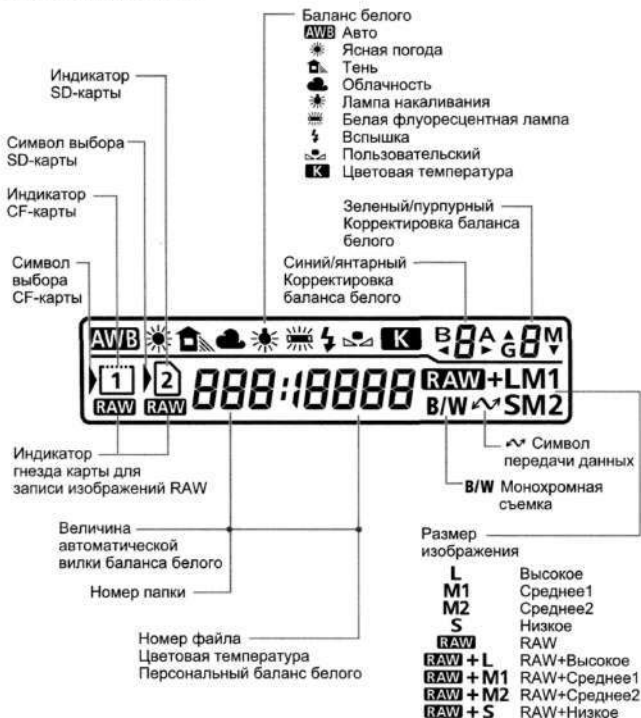 Баланс белого
AWB Авто
Ясная погода
Тень
Облачность
Лампа накаливания
Белая флуоресцентная лампа
Вспышка
Пользовательский
K Цветовая температура
Индикатор
SD-карты
Символ выбора
SD-карты
Индикатор
CF-карты
Символ
выбора
CF-карты
Зеленый/пурпурный
Корректировка баланса
белого
Синий/янтарный
Корректировка
баланса белого
AWB K B 8 A G 8 M
1 2 888:18888 RAW+LM1
RAW RAW B/W SM2
Индикатор
гнезда карты для
записи изображений RAW
Символ
передачи данных
B/W Монохромная
съемка
Величина
автоматической
вилки баланса белого
Номер папки
Номер файла
Цветовая температура
Персональный баланс белого
Размер
изображения
L Высокое
M1 Среднее1
M2 Среднее2
S Низкое
RAW RAW
RAW + L RAW+Высокое
RAW + M1 RAW+Среднее1
RAW + M2 RAW+Среднее2
RAW + S RAW+Низкое